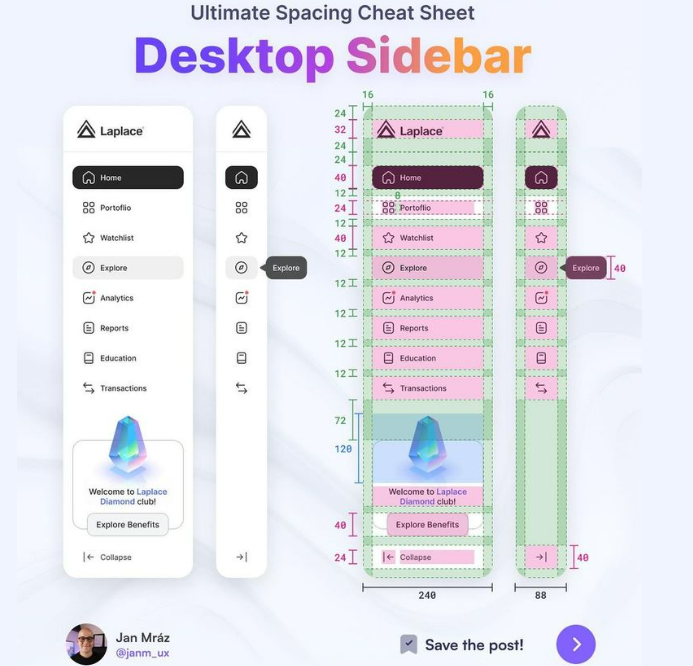 Ultimate Spacing Cheat Sheet
Desktop Sidebar
Laplace
Home
Portoflio
Watchlist
Explore
Analytics
Reports
Education
Transactions
Welcome to Laplace
Diamond club!
Explore Benefits
Collapse
Explore
16
16
24
32
24
24
40
12
8
24
12
40
12
12
12
12
12
72
120
40
24
Laplace
Home
Portoflio
Watchlist
Explore
Analytics
Reports
Education
Transactions
Welcome to Laplace
Diamond club!
Explore Benefits
Collapse
240
Explore
40
40
88
Jan Mráz
@janm_ux
Save the post!